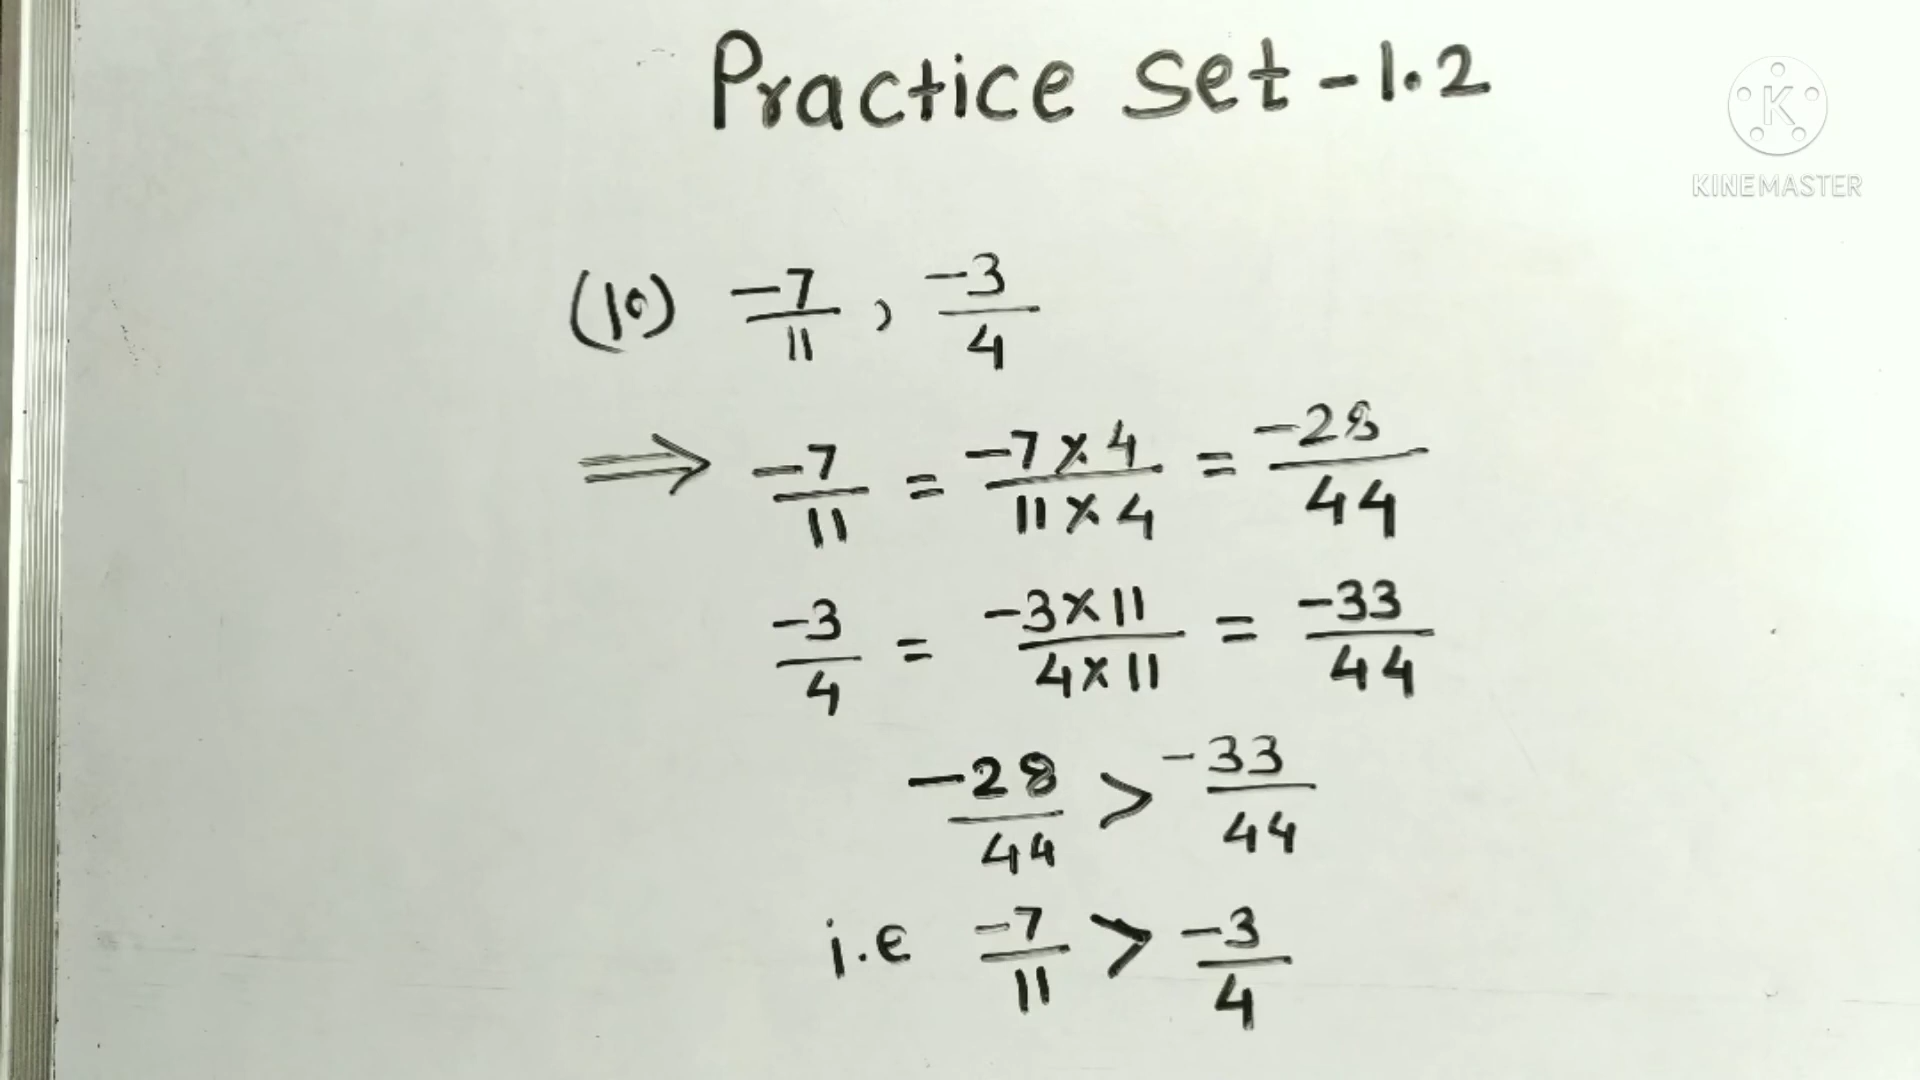 Practice Set - 1.2
K
KINEMASTER
(10) -7/11 , -3/4
⇒ -7/11 = -7×4/11×4 = -28/44
-3/4 = -3×11/4×11 = -33/44
-28/44 > -33/44
i.e -7/11 > -3/4